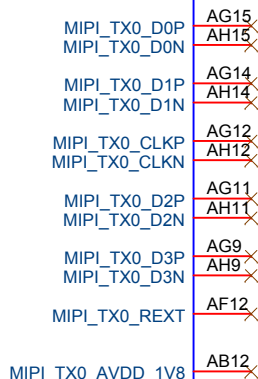 MIPI_TX0_D0P AG15
MIPI_TX0_D0N AH15
MIPI_TX0_D1P AG14
MIPI_TX0_D1N AH14
MIPI_TX0_CLKP AG12
MIPI_TX0_CLKN AH12
MIPI_TX0_D2P AG11
MIPI_TX0_D2N AH11
MIPI_TX0_D3P AG9
MIPI_TX0_D3N AH9
MIPI_TX0_REXT AF12
MIPI_TX0_AVDD_1V8 AB12